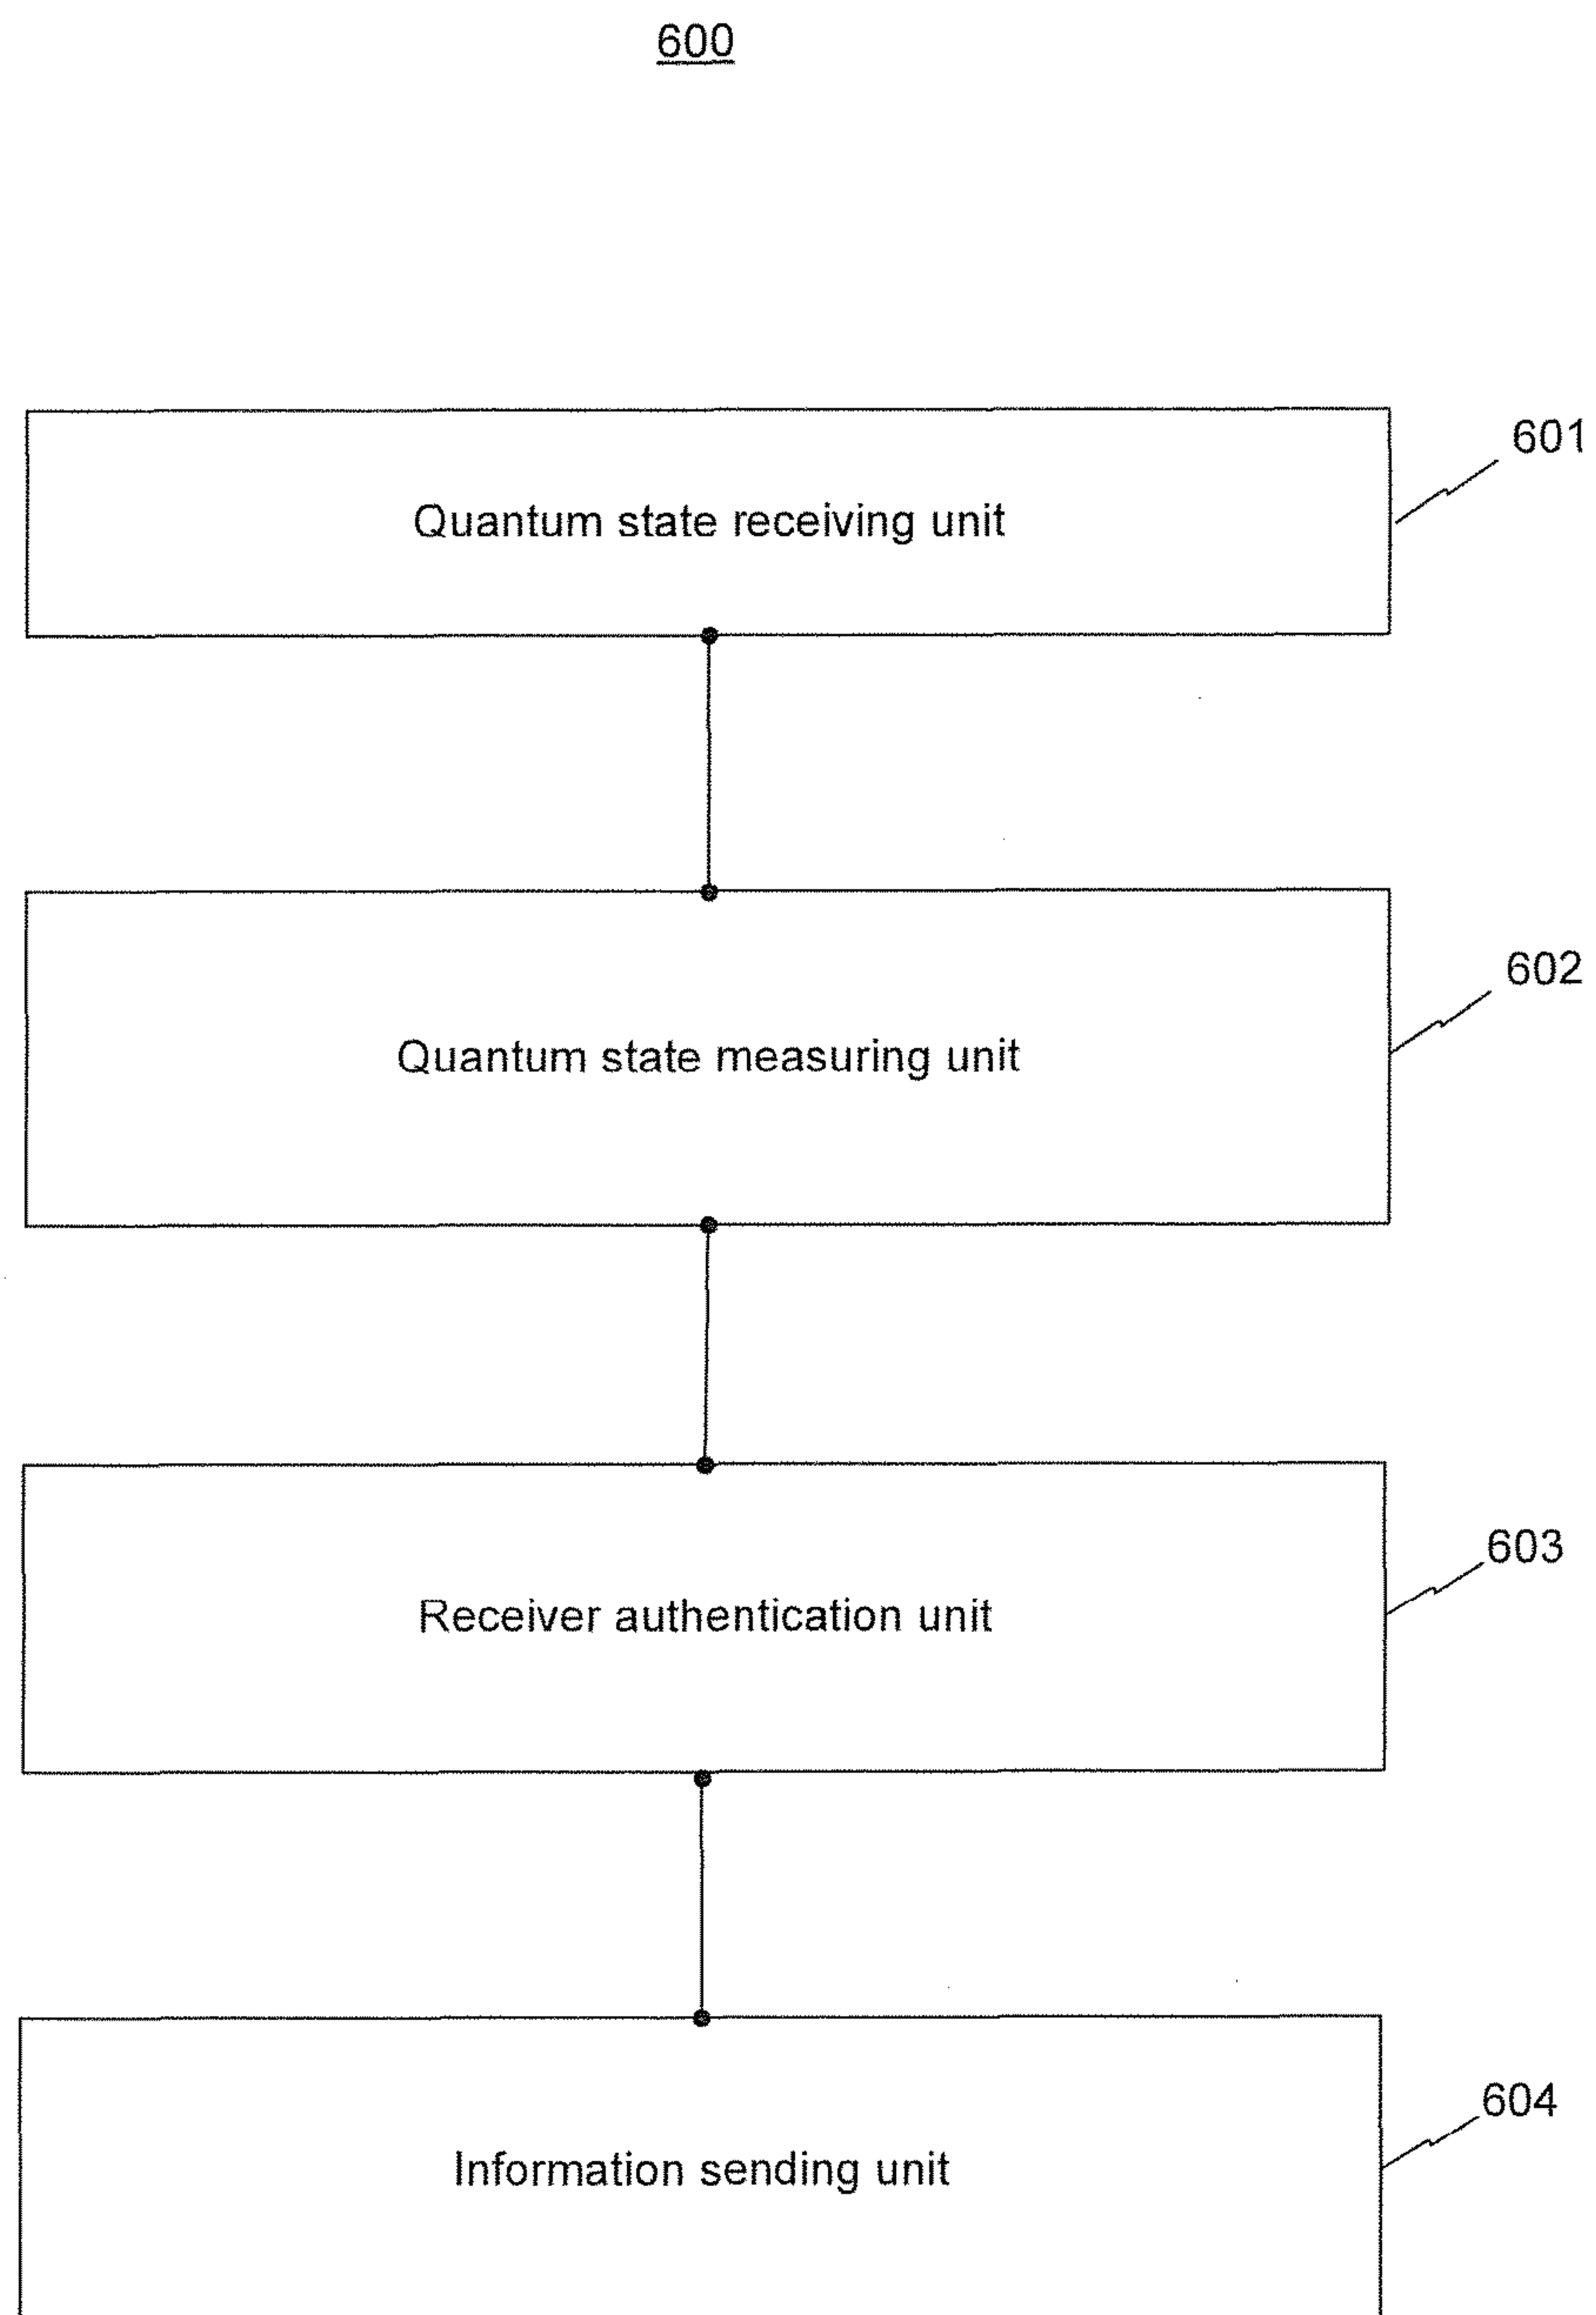 600
601
Quantum state receiving unit
602
Quantum state measuring unit
603
Receiver authentication unit
604
Information sending unit